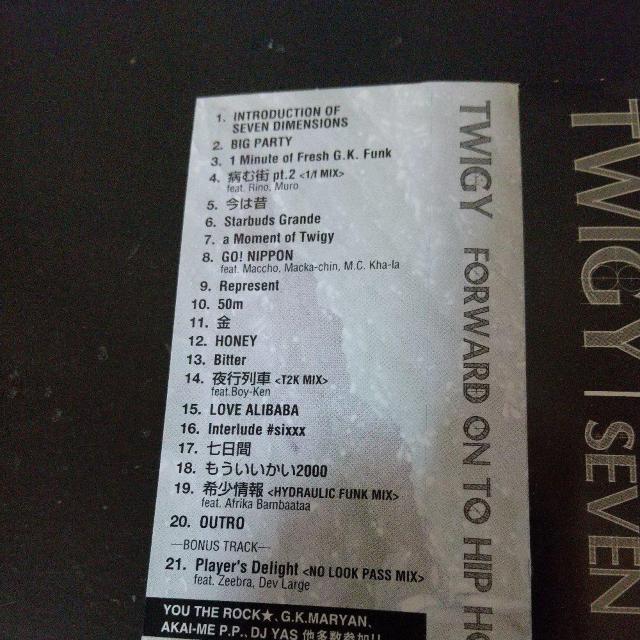 1. INTRODUCTION OF
SEVEN DIMENSIONS
2. BIG PARTY
3. 1 Minute of Fresh G.K. Funk
4. 病む街 pt.2 <1/f MIX>
feat. Rino, Muro
5. 今は昔
6. Starbuds Grande
7. a Moment of Twigy
8. GO! NIPPON
feat. Maccho, Macka-chin, M.C. Kha-la
9. Represent
10. 50m
11. 金
12. HONEY
13. Bitter
14. 夜行列車 <T2K MIX>
feat.Boy-Ken
15. LOVE ALIBABA
16. Interlude #sixxx
17. 七日間
18. もういいかい2000
19. 希少情報 <HYDRAULIC FUNK MIX>
feat. Afrika Bambaataa
20. OUTRO
—BONUS TRACK—
21. Player's Delight <NO LOOK PASS MIX>
feat. Zeebra, Dev Large
YOU THE ROCK★、G.K.MARYAN、
AKAI-ME P.P.、DJ YAS 他多数参加!!
TWIGY FORWARD ON TO HIP HO
TWIGY | SEVEN